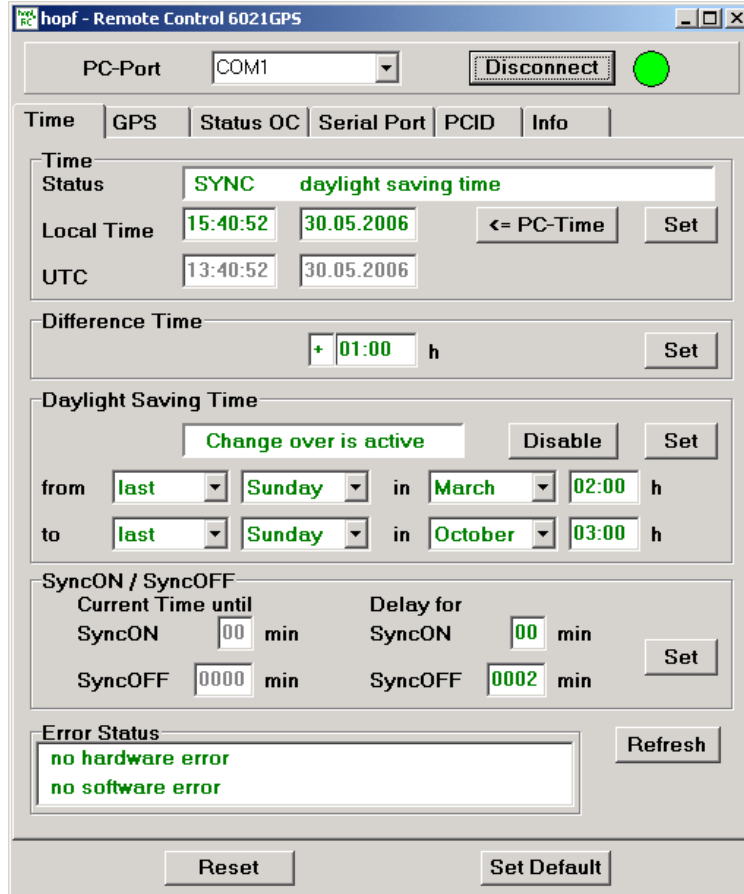 hopf RC hopf - Remote Control 6021GPS
PC-Port COM1 Disconnect
Time GPS Status OC Serial Port PCID Info
Time
Status SYNC daylight saving time
Local Time 15:40:52 30.05.2006 <= PC-Time Set
UTC 13:40:52 30.05.2006
Difference Time
+ 01:00 h Set
Daylight Saving Time
Change over is active Disable Set
from last Sunday in March 02:00 h
to last Sunday in October 03:00 h
SyncON / SyncOFF
Current Time until Delay for
SyncON 00 min SyncON 00 min
Set
SyncOFF 0000 min SyncOFF 0002 min
Error Status
no hardware error
no software error
Refresh
Reset Set Default